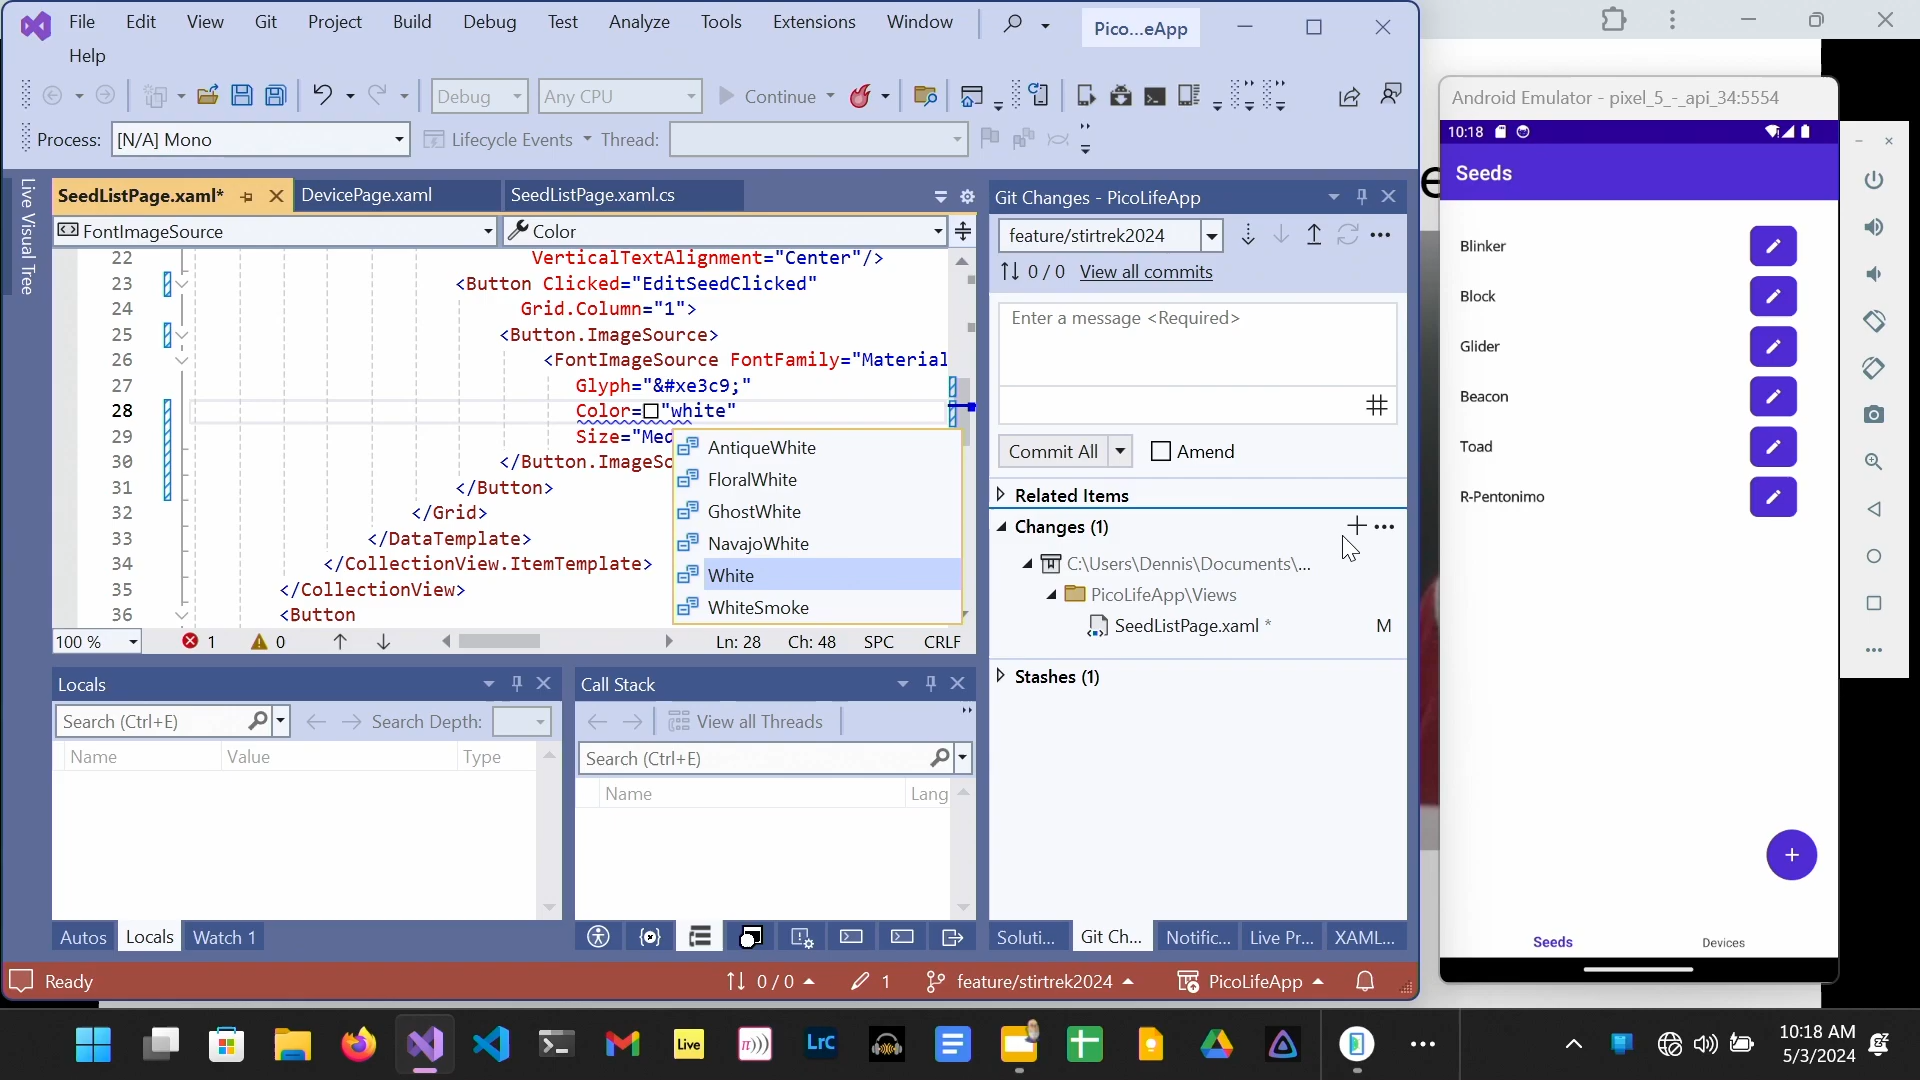 File Edit View Git Project Build Debug Test Analyze Tools Extensions Window Pico...eApp
Help
Debug Any CPU Continue
Process: [N/A] Mono Lifecycle Events Thread:
Live Visual Tree
SeedListPage.xaml* DevicePage.xaml SeedListPage.xaml.cs
FontImageSource Color
22 VerticalTextAlignment="Center"/>
23 <Button Clicked="EditSeedClicked"
24 Grid.Column="1">
25 <Button.ImageSource>
26 <FontImageSource FontFamily="Material
27 Glyph="&#xe3c9;"
28 Color="white"
29 Size="Med
30 </Button.ImageSo
31 </Button>
32 </Grid>
33 </DataTemplate>
34 </CollectionView.ItemTemplate>
35 </CollectionView>
36 <Button
AntiqueWhite
FloralWhite
GhostWhite
NavajoWhite
White
WhiteSmoke
100 % 1 0 Ln: 28 Ch: 48 SPC CRLF
Locals
Search (Ctrl+E) Search Depth:
Name Value Type
Autos Locals Watch 1
Call Stack
View all Threads
Search (Ctrl+E)
Name Lang
Git Changes - PicoLifeApp
feature/stirtrek2024
0 / 0 View all commits
Enter a message <Required>
Commit All Amend
Related Items
Changes (1)
C:\Users\Dennis\Documents\...
PicoLifeApp\Views
SeedListPage.xaml * M
Stashes (1)
Soluti... Git Ch... Notific... Live Pr... XAML...
Ready 0 / 0 1 feature/stirtrek2024 PicoLifeApp
Android Emulator - pixel_5_-_api_34:5554
10:18
Seeds
Blinker
Block
Glider
Beacon
Toad
R-Pentonimo
+
Seeds Devices
Live π))) LrC
10:18 AM
5/3/2024